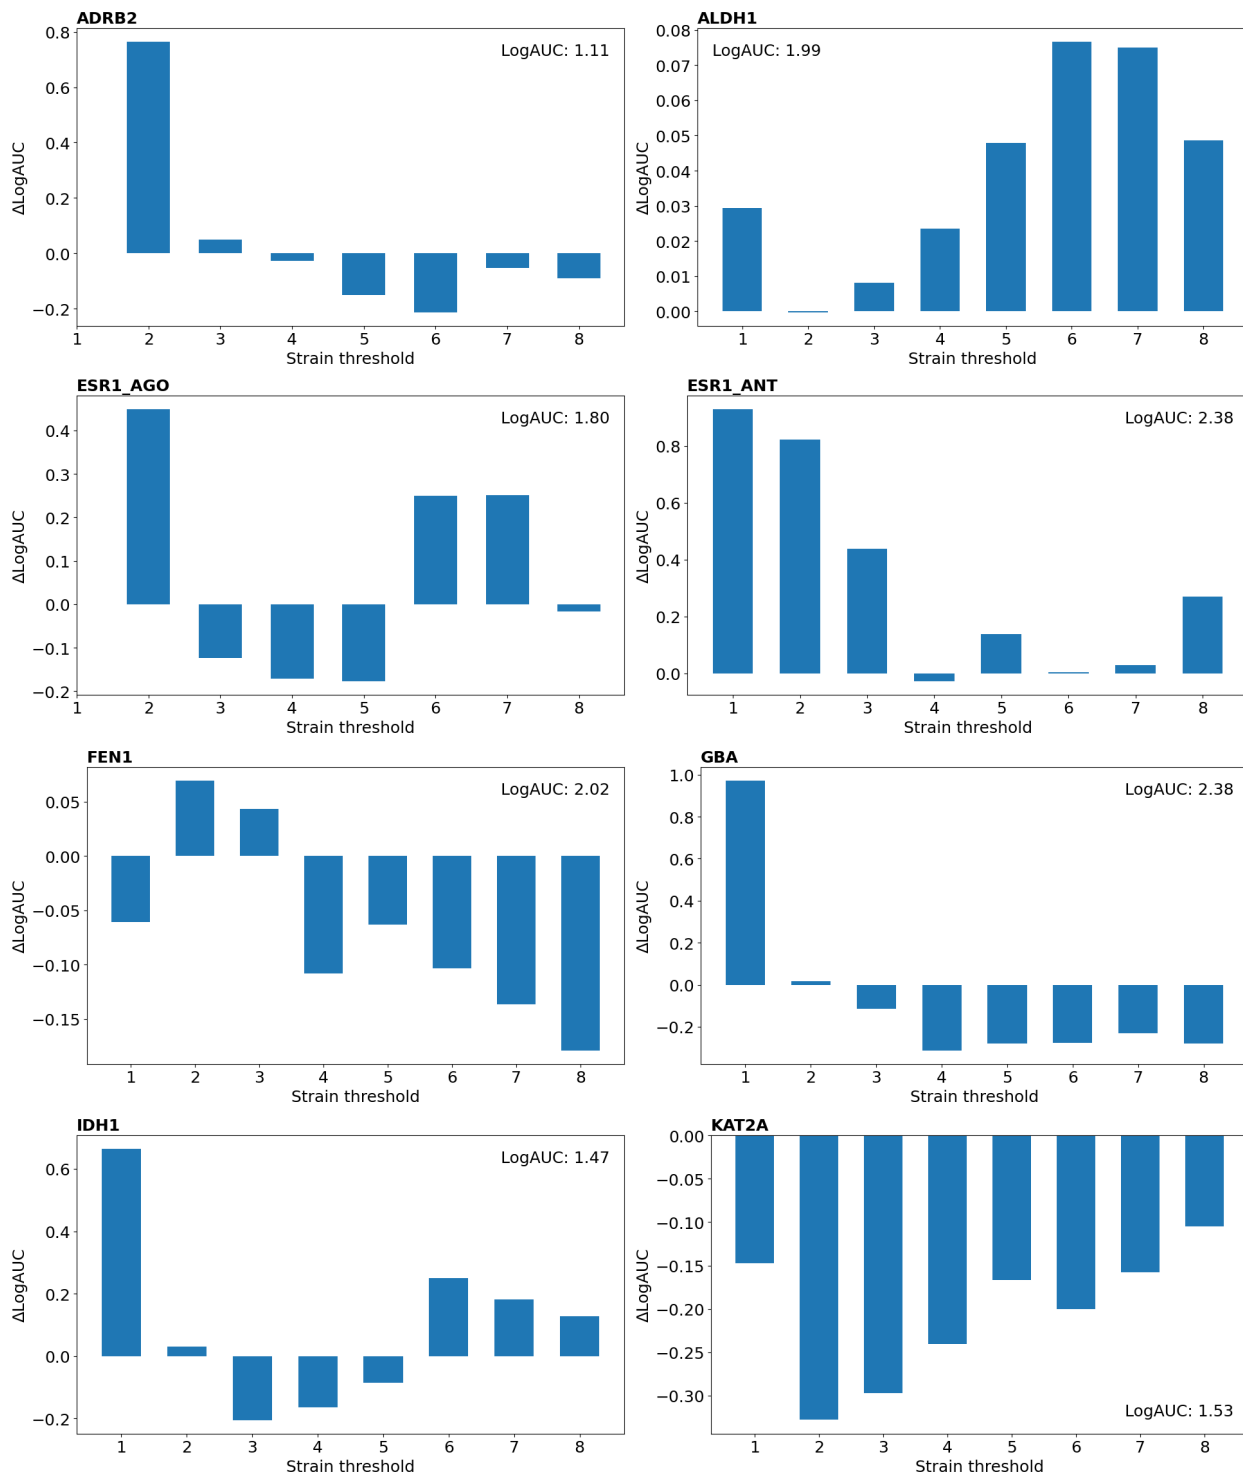 ADRB2
LogAUC: 1.11
ΔLogAUC
0.8
0.6
0.4
0.2
0.0
−0.2
1 2 3 4 5 6 7 8
Strain threshold
ALDH1
LogAUC: 1.99
ΔLogAUC
0.08
0.07
0.06
0.05
0.04
0.03
0.02
0.01
0.00
1 2 3 4 5 6 7 8
Strain threshold
ESR1_AGO
LogAUC: 1.80
ΔLogAUC
0.4
0.3
0.2
0.1
0.0
−0.1
−0.2
1 2 3 4 5 6 7 8
Strain threshold
ESR1_ANT
LogAUC: 2.38
ΔLogAUC
0.8
0.6
0.4
0.2
0.0
1 2 3 4 5 6 7 8
Strain threshold
FEN1
LogAUC: 2.02
ΔLogAUC
0.05
0.00
−0.05
−0.10
−0.15
1 2 3 4 5 6 7 8
Strain threshold
GBA
LogAUC: 2.38
ΔLogAUC
1.0
0.8
0.6
0.4
0.2
0.0
−0.2
1 2 3 4 5 6 7 8
Strain threshold
IDH1
LogAUC: 1.47
ΔLogAUC
0.6
0.4
0.2
0.0
−0.2
1 2 3 4 5 6 7 8
Strain threshold
KAT2A
ΔLogAUC
0.00
−0.05
−0.10
−0.15
−0.20
−0.25
−0.30
LogAUC: 1.53
1 2 3 4 5 6 7 8
Strain threshold